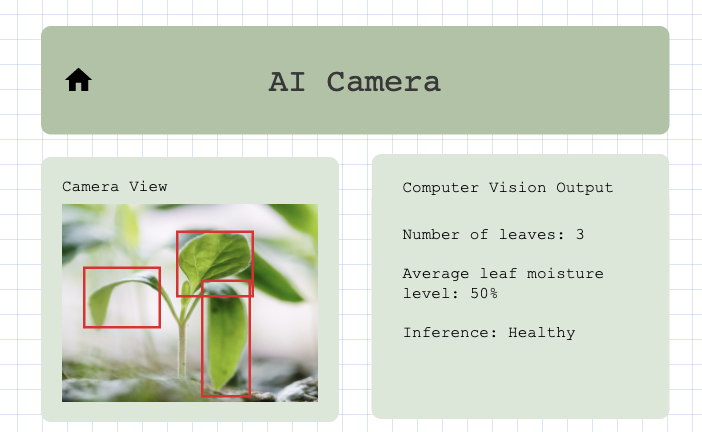 AI Camera
Camera View
Computer Vision Output
Number of leaves: 3
Average leaf moisture
level: 50%
Inference: Healthy